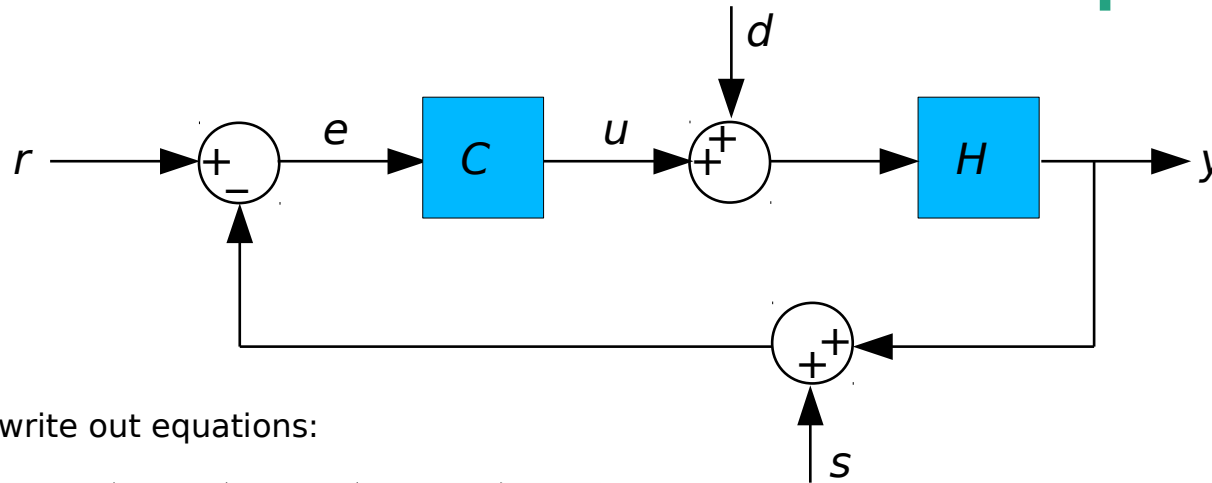 d
e
u
r
+
−
C
+
+
H
y
+
+
write out equations:
s